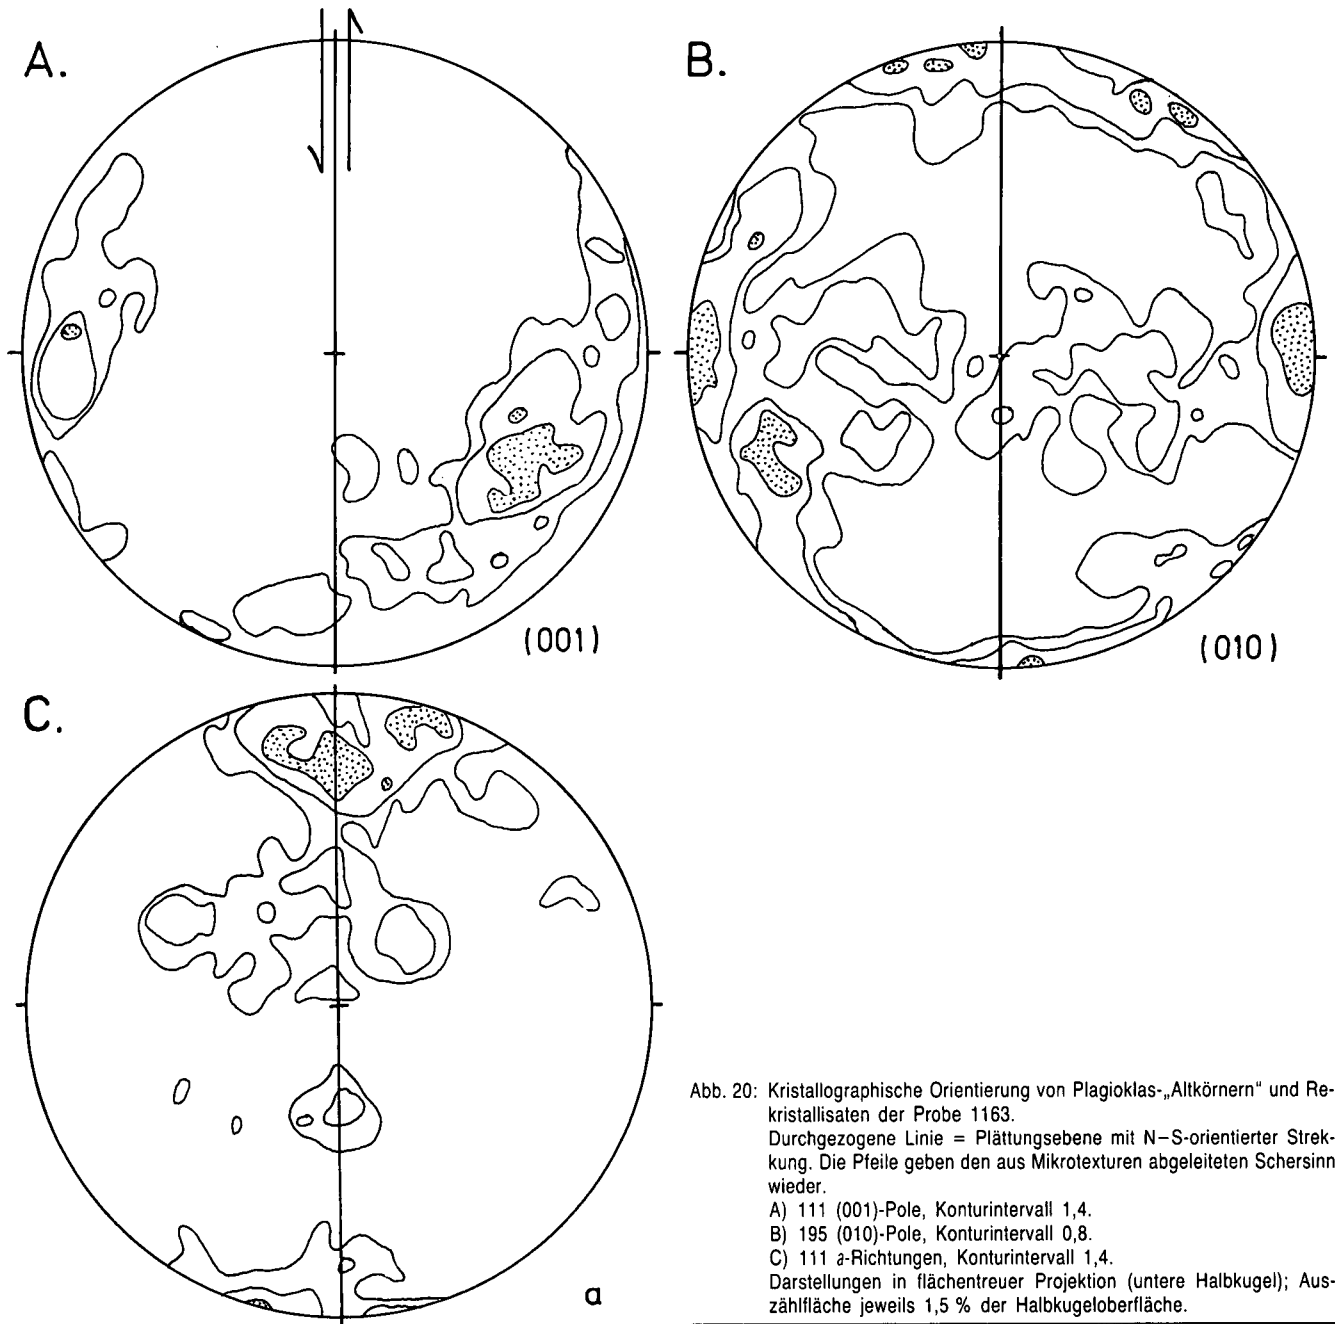 A.
B.
(001)
(010)
C.
a
Abb. 20: Kristallographische Orientierung von Plagioklas-„Altkörnern“ und Re-
kristallisaten der Probe 1163.
Durchgezogene Linie = Plättungsebene mit N–S-orientierter Strek-
kung. Die Pfeile geben den aus Mikrotexturen abgeleiteten Schersinn
wieder.
A) 111 (001)-Pole, Konturintervall 1,4.
B) 195 (010)-Pole, Konturintervall 0,8.
C) 111 a-Richtungen, Konturintervall 1,4.
Darstellungen in flächentreuer Projektion (untere Halbkugel); Aus-
zählfläche jeweils 1,5 % der Halbkugeloberfläche.